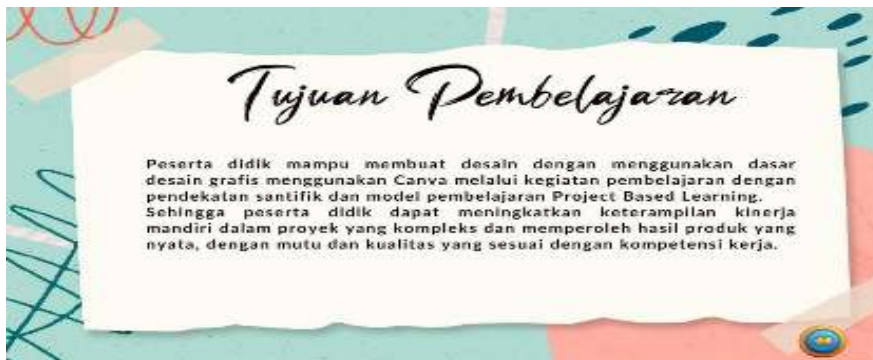 Tujuan Pembelajaran
Peserta didik mampu membuat desain dengan menggunakan dasar
desain grafis menggunakan Canva melalui kegiatan pembelajaran dengan
pendekatan santifik dan model pembelajaran Project Based Learning.
Sehingga peserta didik dapat meningkatkan keterampilan kinerja
mandiri dalam proyek yang kompleks dan memperoleh hasil produk yang
nyata, dengan mutu dan kualitas yang sesuai dengan kompetensi kerja.